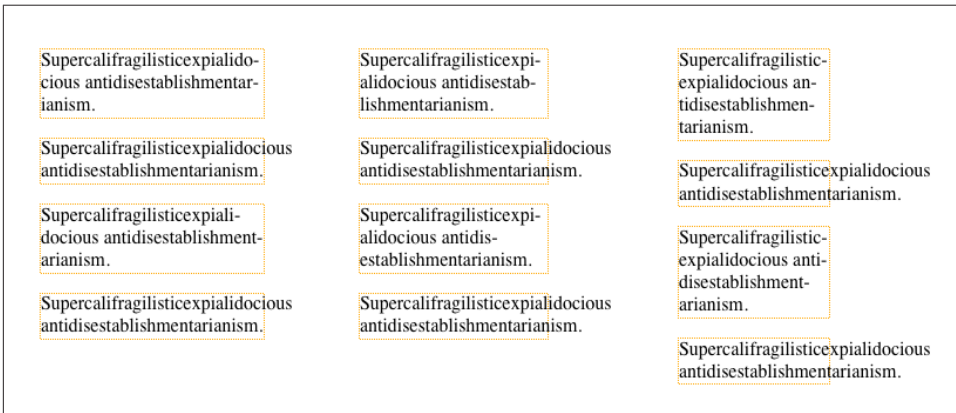 Supercalifragilisticexpialido-
cious antidisestablishmentar-
ianism.
Supercalifragilisticexpialidocious
antidisestablishmentarianism.
Supercalifragilisticexpiali-
docious antidisestablishment-
arianism.
Supercalifragilisticexpialidocious
antidisestablishmentarianism.
Supercalifragilisticexpi-
alidocious antidisestab-
lishmentarianism.
Supercalifragilisticexpialidocious
antidisestablishmentarianism.
Supercalifragilisticexpi-
alidocious antidis-
establishmentarianism.
Supercalifragilisticexpialidocious
antidisestablishmentarianism.
Supercalifragilistic-
expialidocious an-
tidisestablishmen-
tarianism.
Supercalifragilisticexpialidocious
antidisestablishmentarianism.
Supercalifragilistic-
expialidocious anti-
disestablishment-
arianism.
Supercalifragilisticexpialidocious
antidisestablishmentarianism.